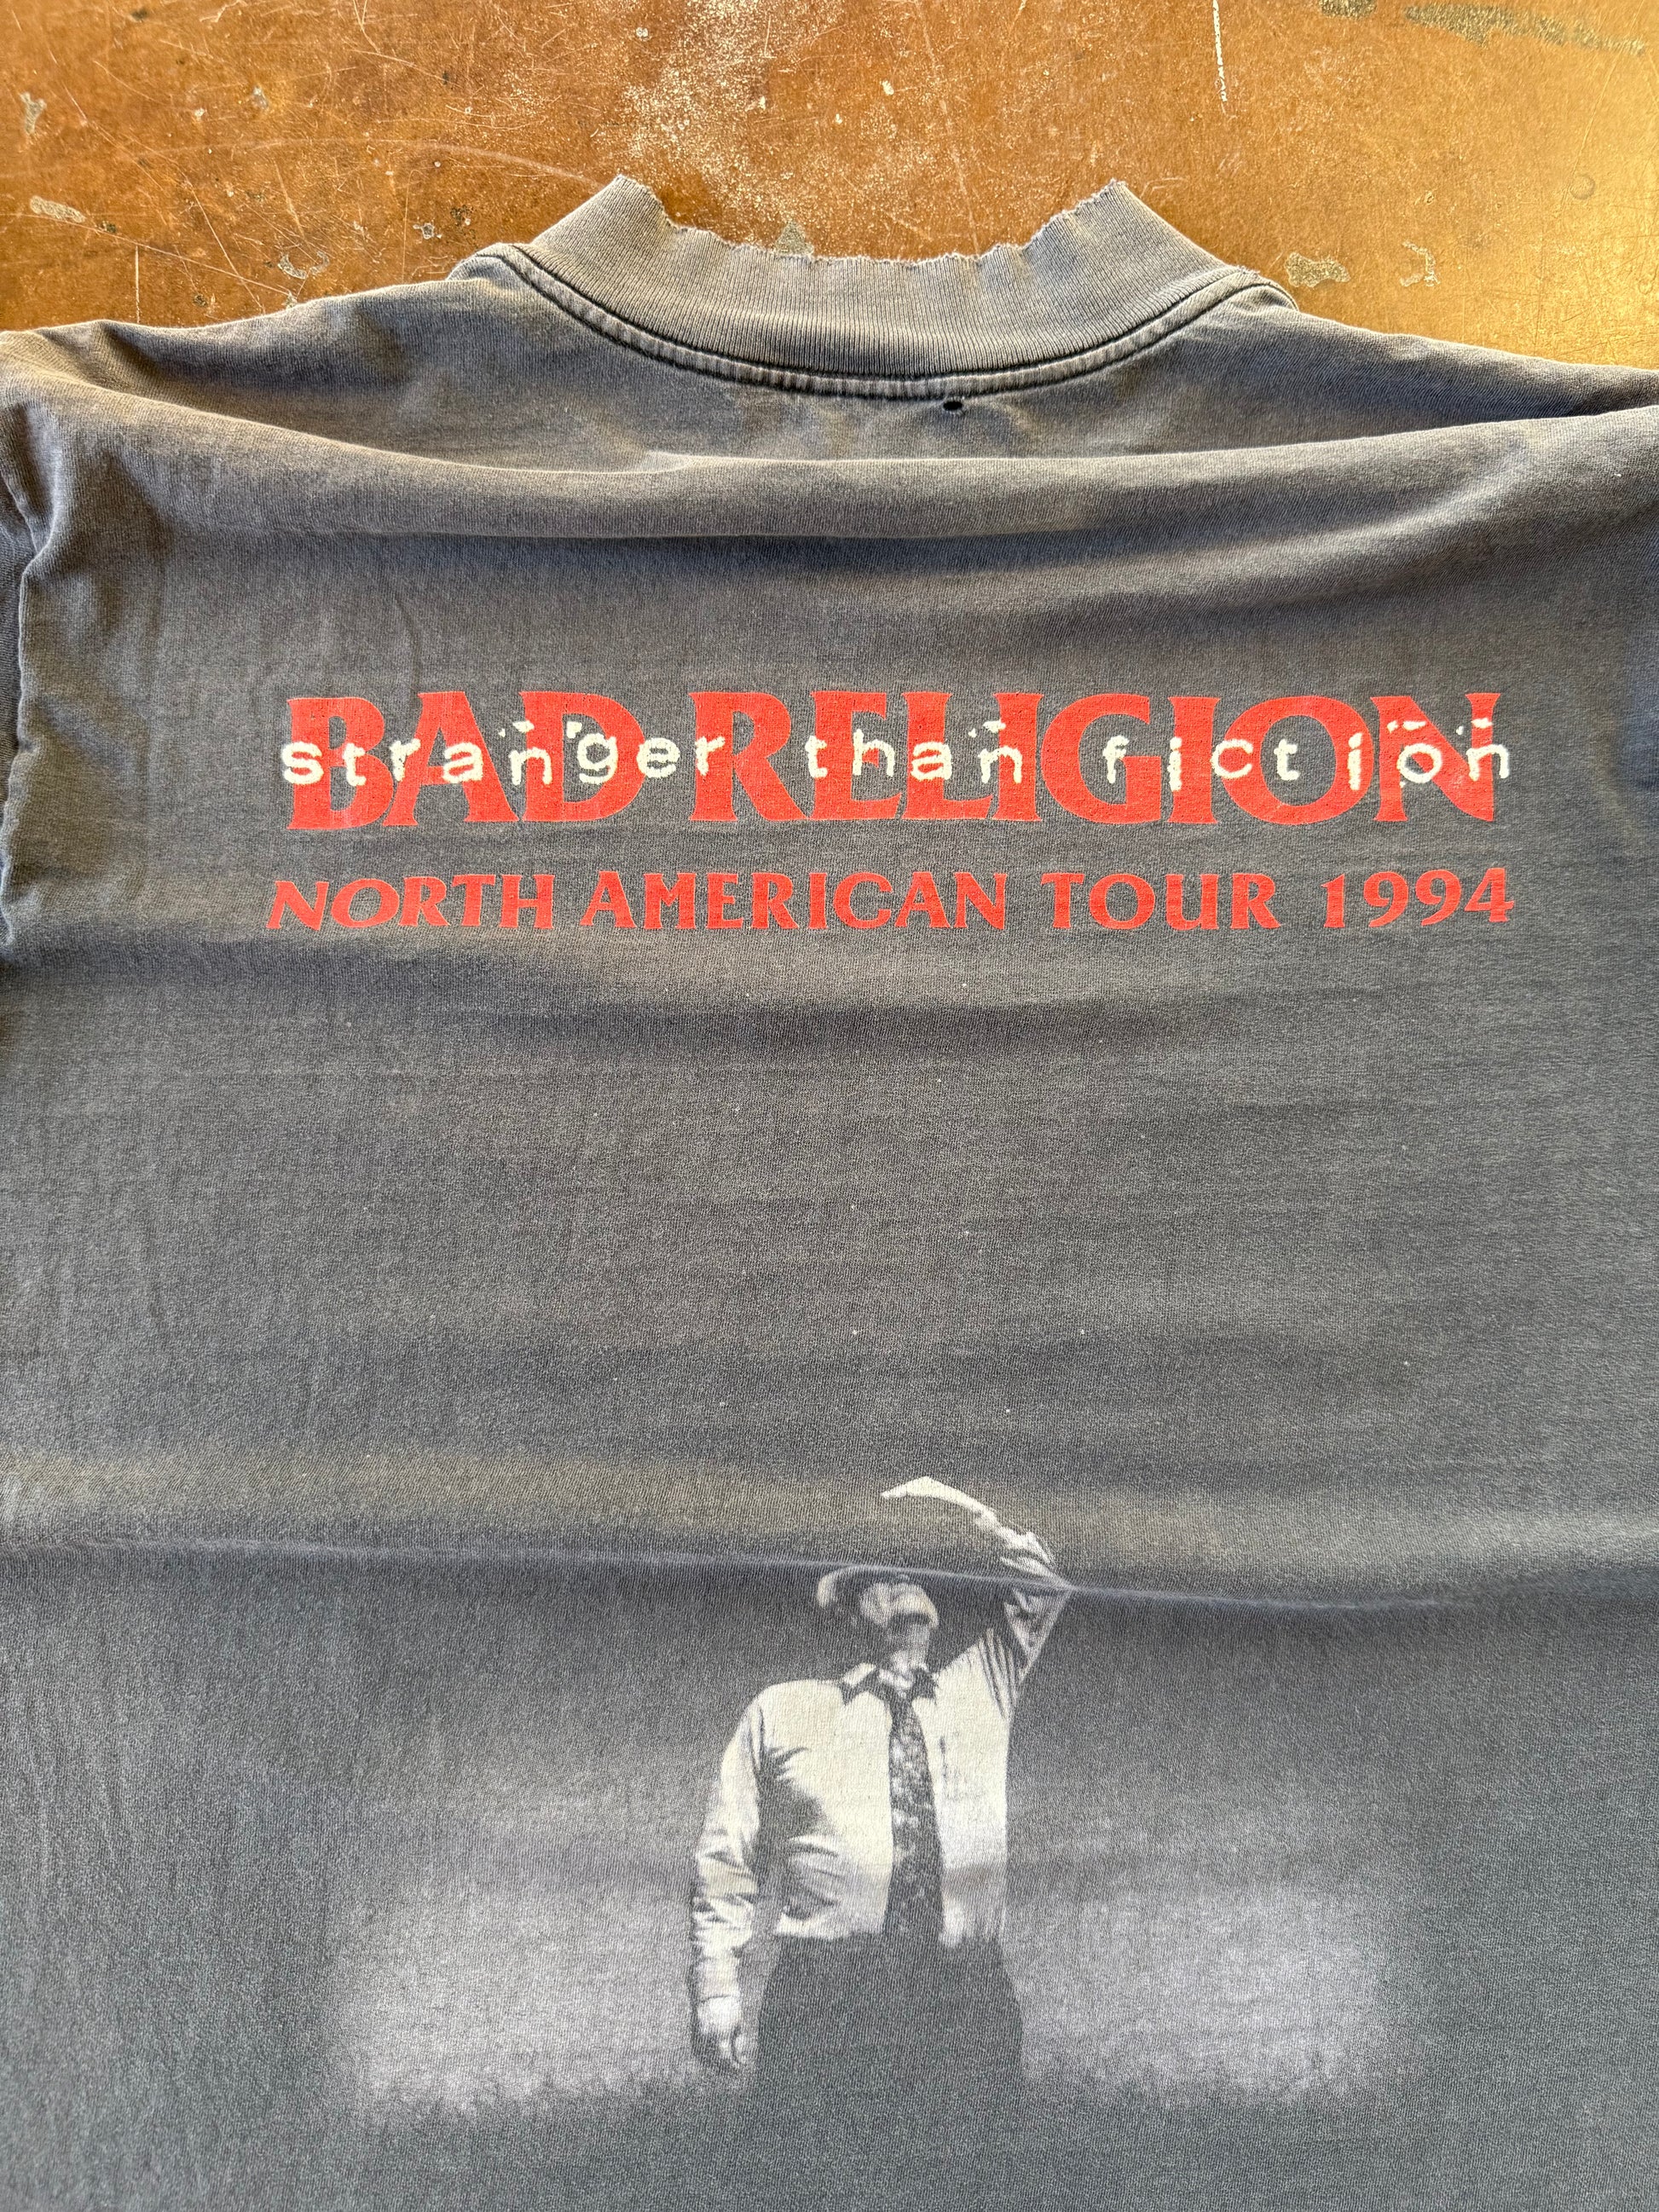 BAD RELIGION
stranger than fiction
NORTH AMERICAN TOUR 1994